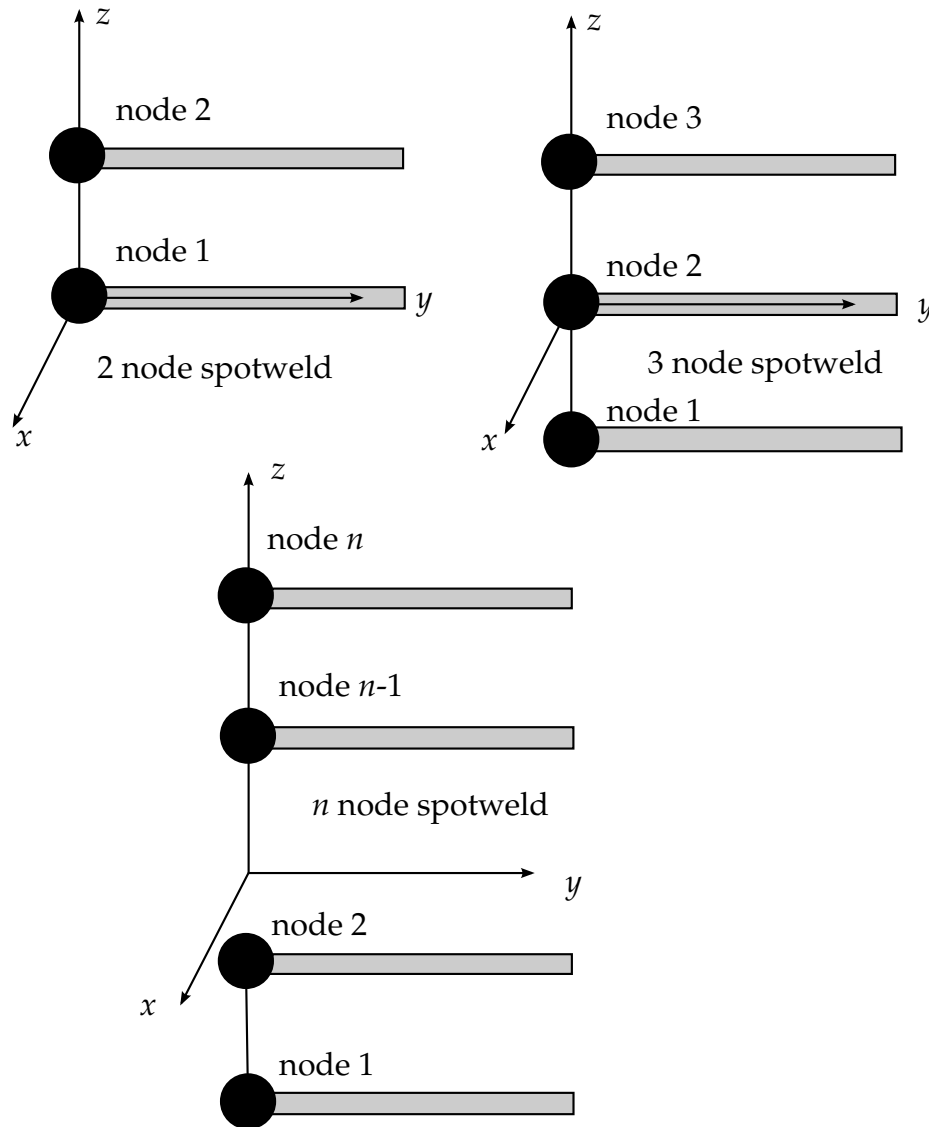 z
node 2
node 1
y
2 node spotweld
x
z
node 3
node 2
y
3 node spotweld
node 1
x
z
node n
node n-1
n node spotweld
y
node 2
x
node 1